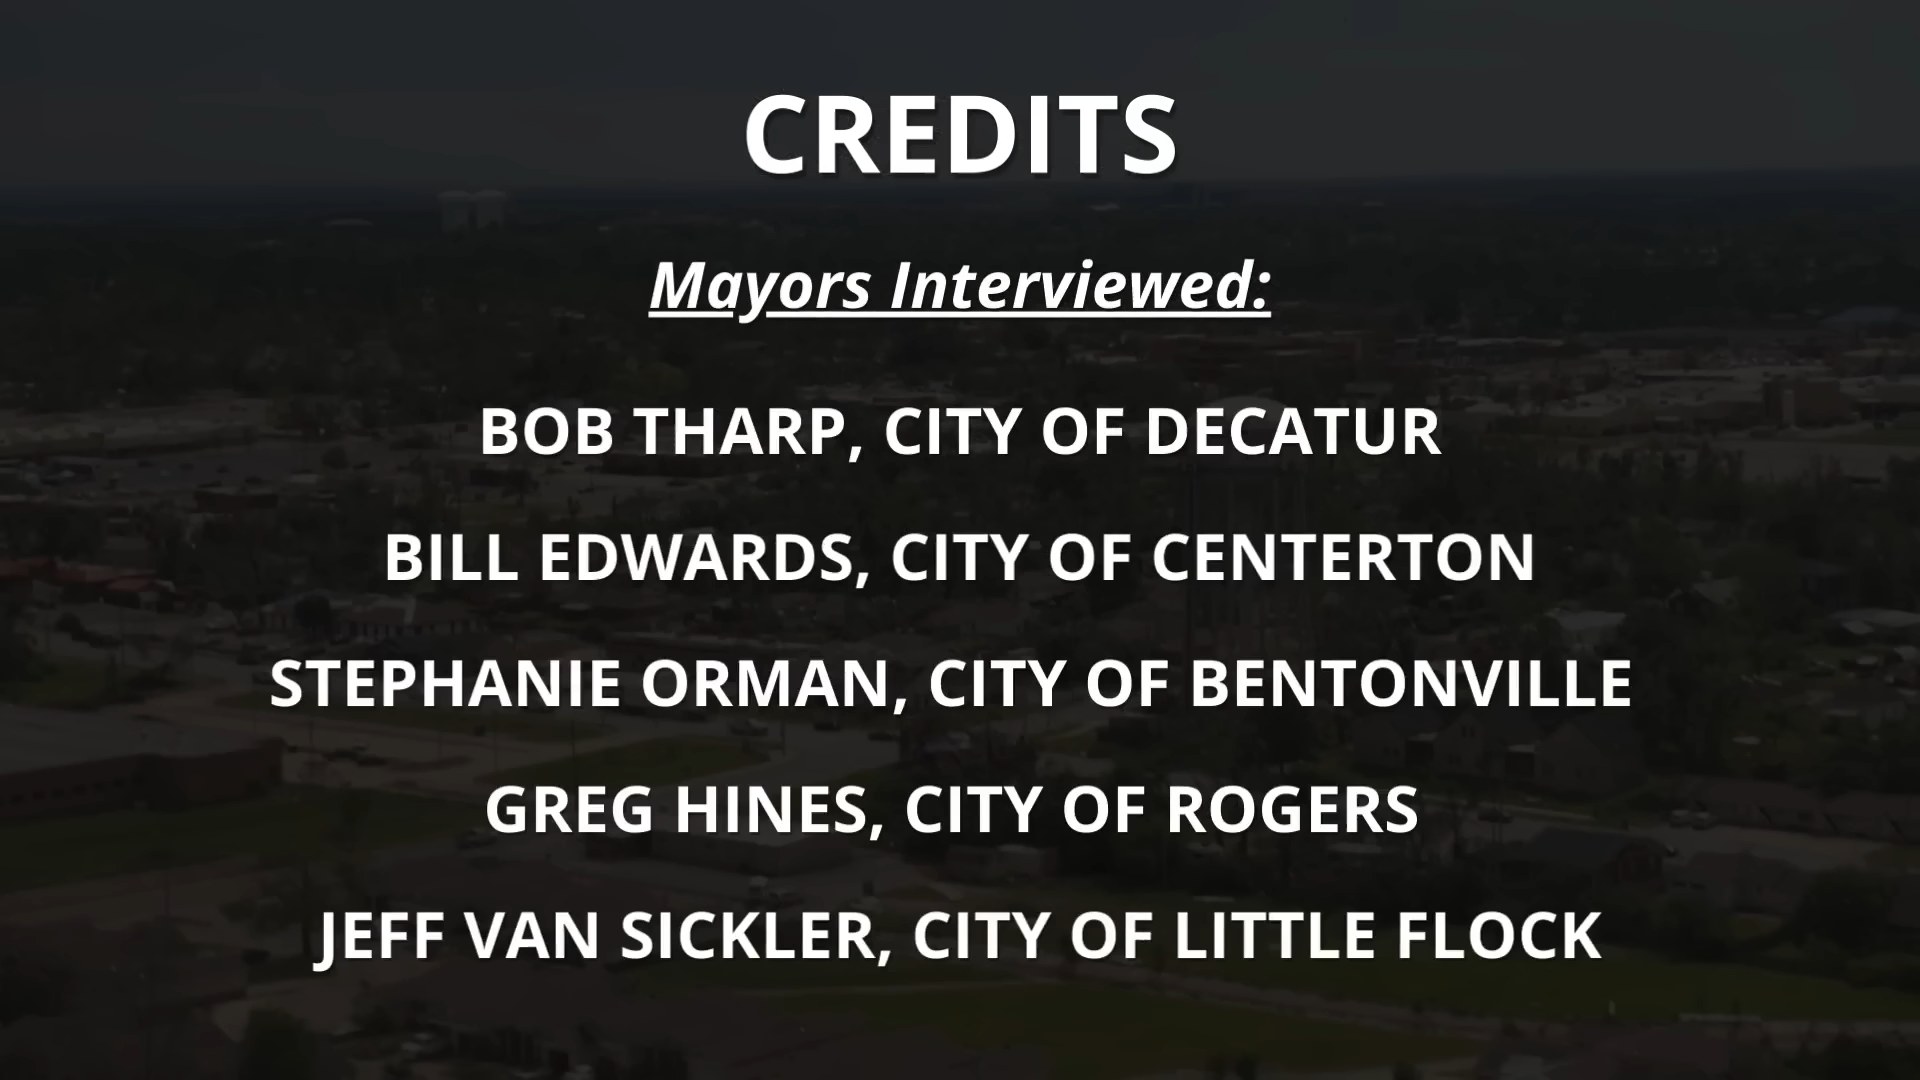 CREDITS
Mayors Interviewed:
BOB THARP, CITY OF DECATUR
BILL EDWARDS, CITY OF CENTERTON
STEPHANIE ORMAN, CITY OF BENTONVILLE
GREG HINES, CITY OF ROGERS
JEFF VAN SICKLER, CITY OF LITTLE FLOCK